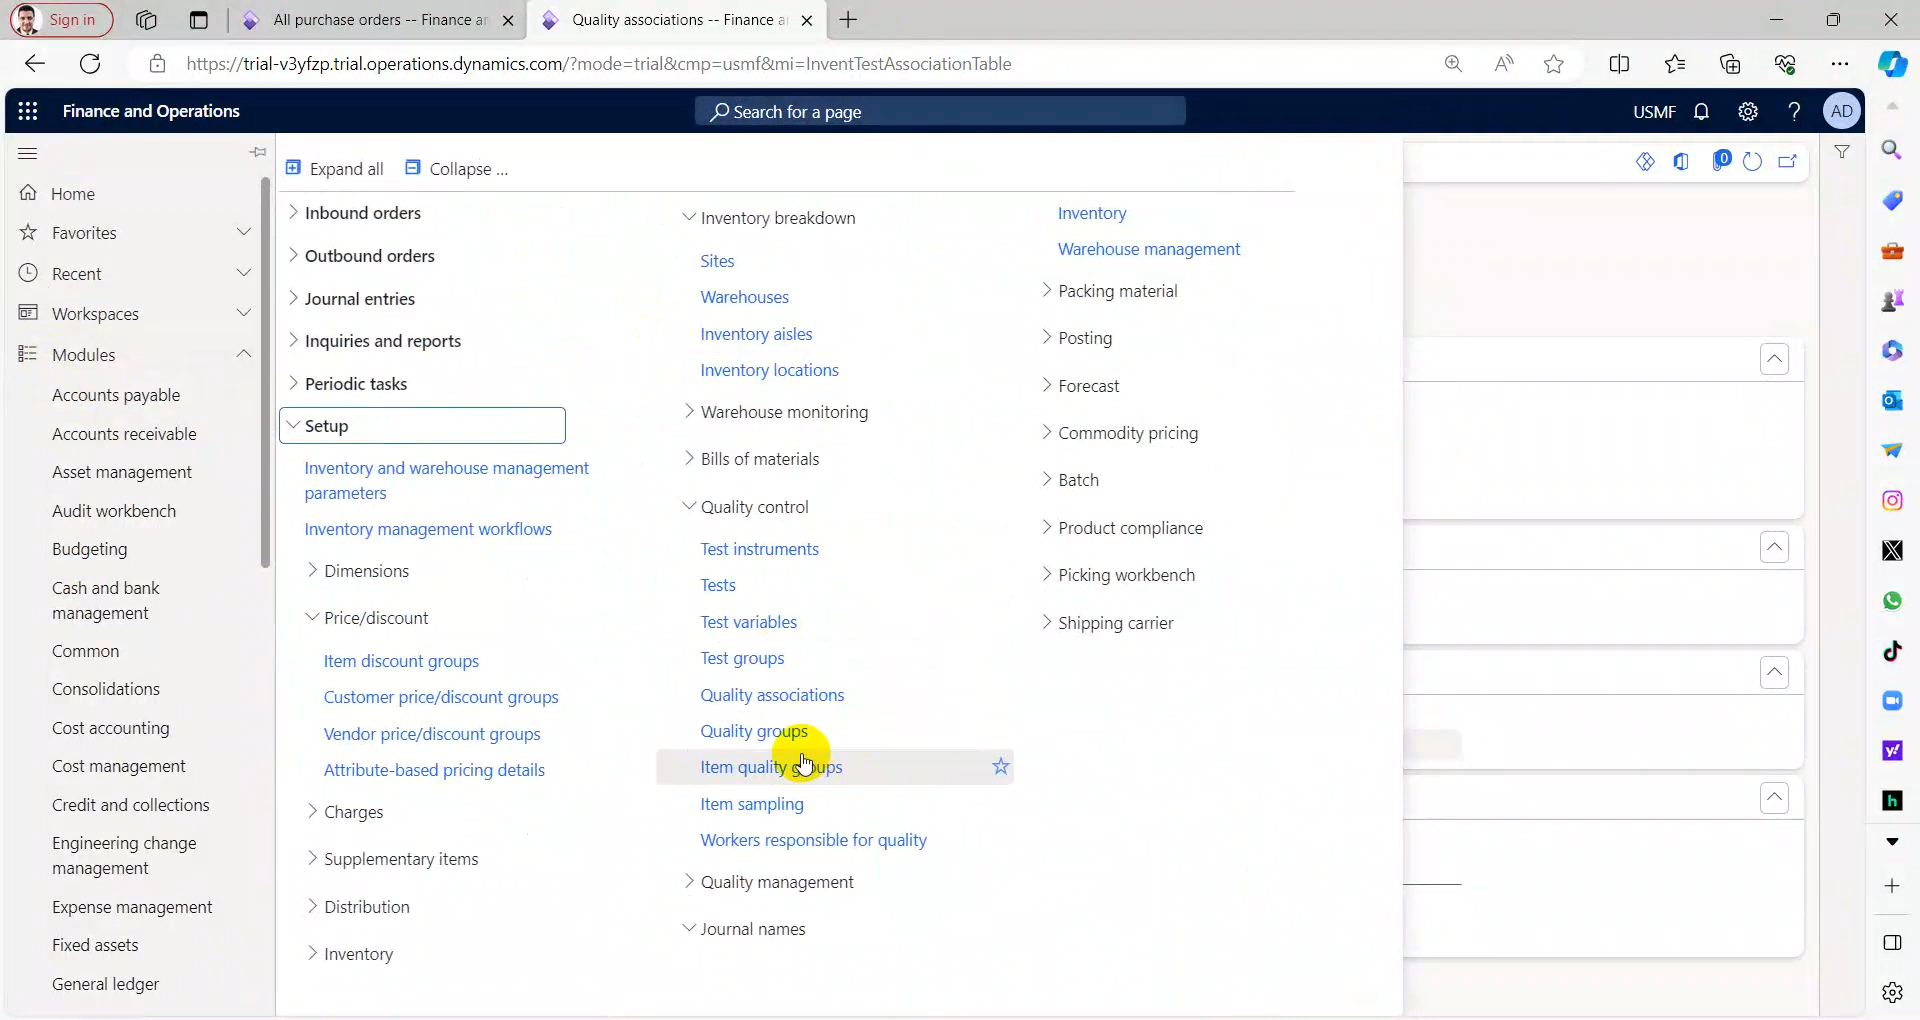 Sign in
All purchase orders -- Finance a
Quality associations -- Finance a
https://trial-v3yfzp.trial.operations.dynamics.com/?mode=trial&cmp=usmf&mi=InventTestAssociationTable
Finance and Operations
Search for a page
USMF
AD
Home
Favorites
Recent
Workspaces
Modules
Accounts payable
Accounts receivable
Asset management
Audit workbench
Budgeting
Cash and bank
management
Common
Consolidations
Cost accounting
Cost management
Credit and collections
Engineering change
management
Expense management
Fixed assets
General ledger
Expand all
Collapse ...
Inbound orders
Outbound orders
Journal entries
Inquiries and reports
Periodic tasks
Setup
Inventory and warehouse management
parameters
Inventory management workflows
Dimensions
Price/discount
Item discount groups
Customer price/discount groups
Vendor price/discount groups
Attribute-based pricing details
Charges
Supplementary items
Distribution
Inventory
Inventory breakdown
Sites
Warehouses
Inventory aisles
Inventory locations
Warehouse monitoring
Bills of materials
Quality control
Test instruments
Tests
Test variables
Test groups
Quality associations
Quality groups
Item quality groups
Item sampling
Workers responsible for quality
Quality management
Journal names
Inventory
Warehouse management
Packing material
Posting
Forecast
Commodity pricing
Batch
Product compliance
Picking workbench
Shipping carrier
0